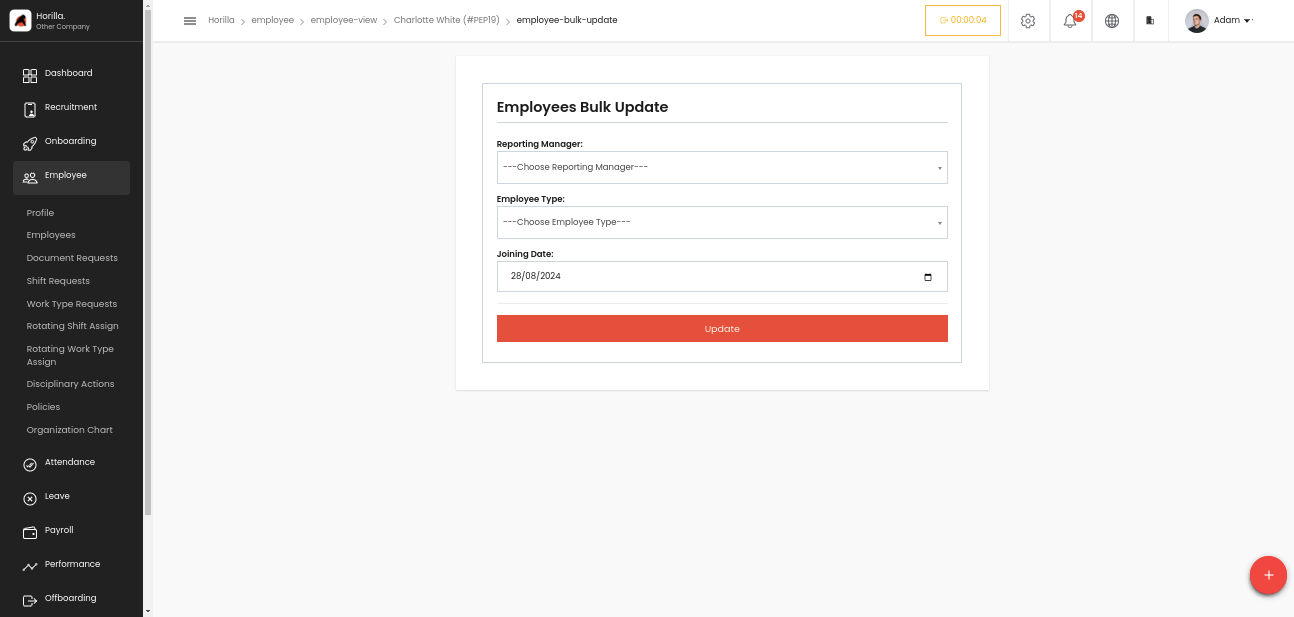 Horilla.
Other Company
Dashboard
Recruitment
Onboarding
Employee
Profile
Employees
Document Requests
Shift Requests
Work Type Requests
Rotating Shift Assign
Rotating Work Type
Assign
Disciplinary Actions
Policies
Organization Chart
Attendance
Leave
Payroll
Performance
Offboarding
Horilla > employee > employee-view > Charlotte White (#PEP19) > employee-bulk-update
00:00:04
14
Adam
Employees Bulk Update
Reporting Manager:
---Choose Reporting Manager---
Employee Type:
---Choose Employee Type---
Joining Date:
28/08/2024
Update